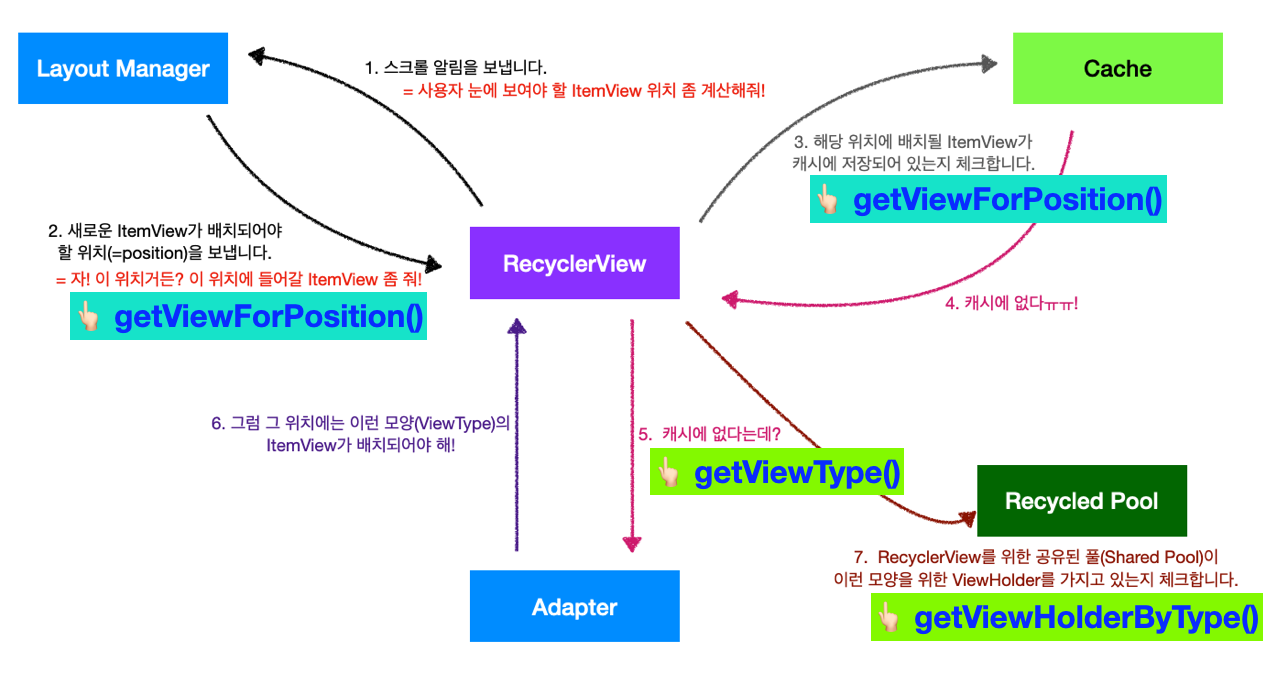 Layout Manager
1. 스크롤 알림을 보냅니다.
= 사용자 눈에 보여야 할 ItemView 위치 좀 계산해줘!
Cache
3. 해당 위치에 배치될 ItemView가
캐시에 저장되어 있는지 체크합니다.
👆🏻 getViewForPosition()
2. 새로운 ItemView가 배치되어야
할 위치(=position)을 보냅니다.
= 자! 이 위치거든? 이 위치에 들어갈 ItemView 좀 줘!
👆🏻 getViewForPosition()
RecyclerView
4. 캐시에 없다ㅠㅠ!
6. 그럼 그 위치에는 이런 모양(ViewType)의
ItemView가 배치되어야 해!
5. 캐시에 없다는데?
👆🏻 getViewType()
Recycled Pool
7. RecyclerView를 위한 공유된 풀(Shared Pool)이
이런 모양을 위한 ViewHolder를 가지고 있는지 체크합니다.
👆🏻 getViewHolderByType()
Adapter